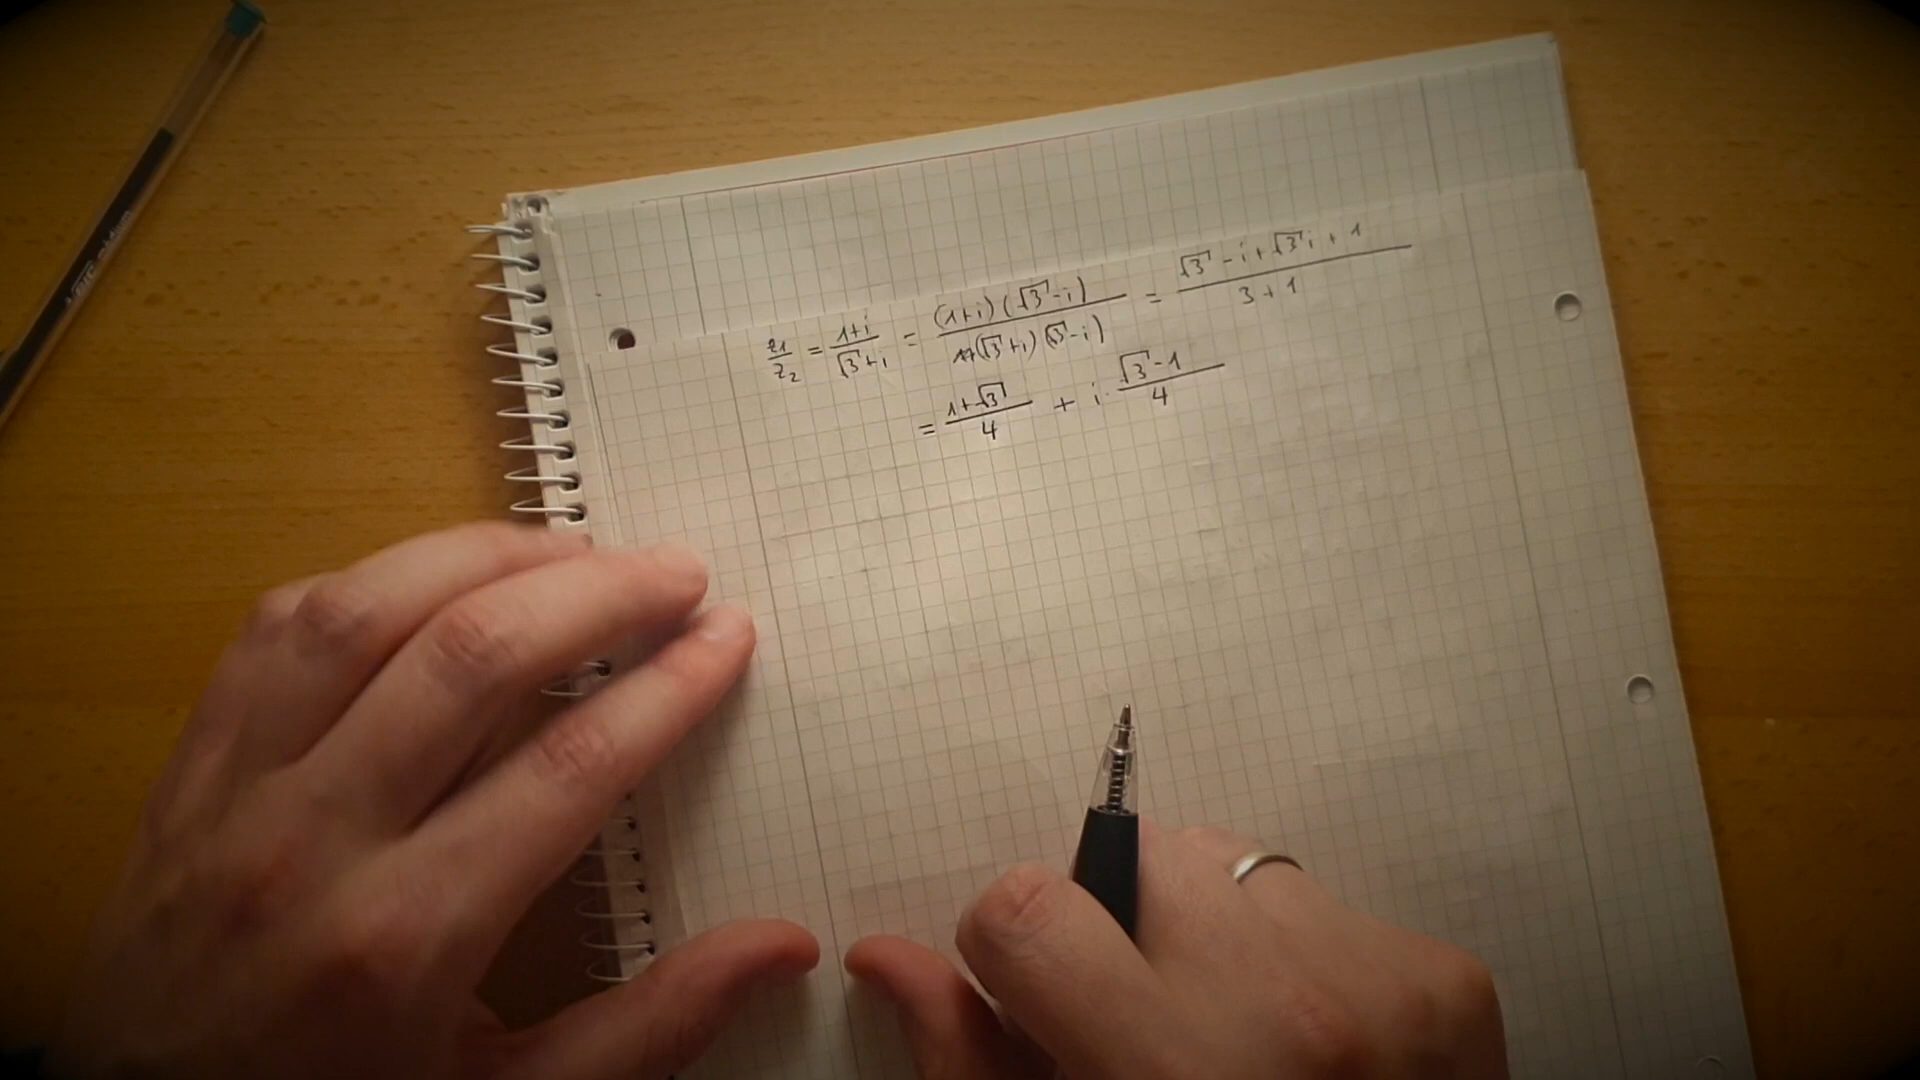 z1/z2 = 1+i/√3+i = (1+i)(√3-i)/(√3+i)(√3-i) = √3-i+√3i+1/3+1
= 1+√3/4 + i·√3-1/4
BIC